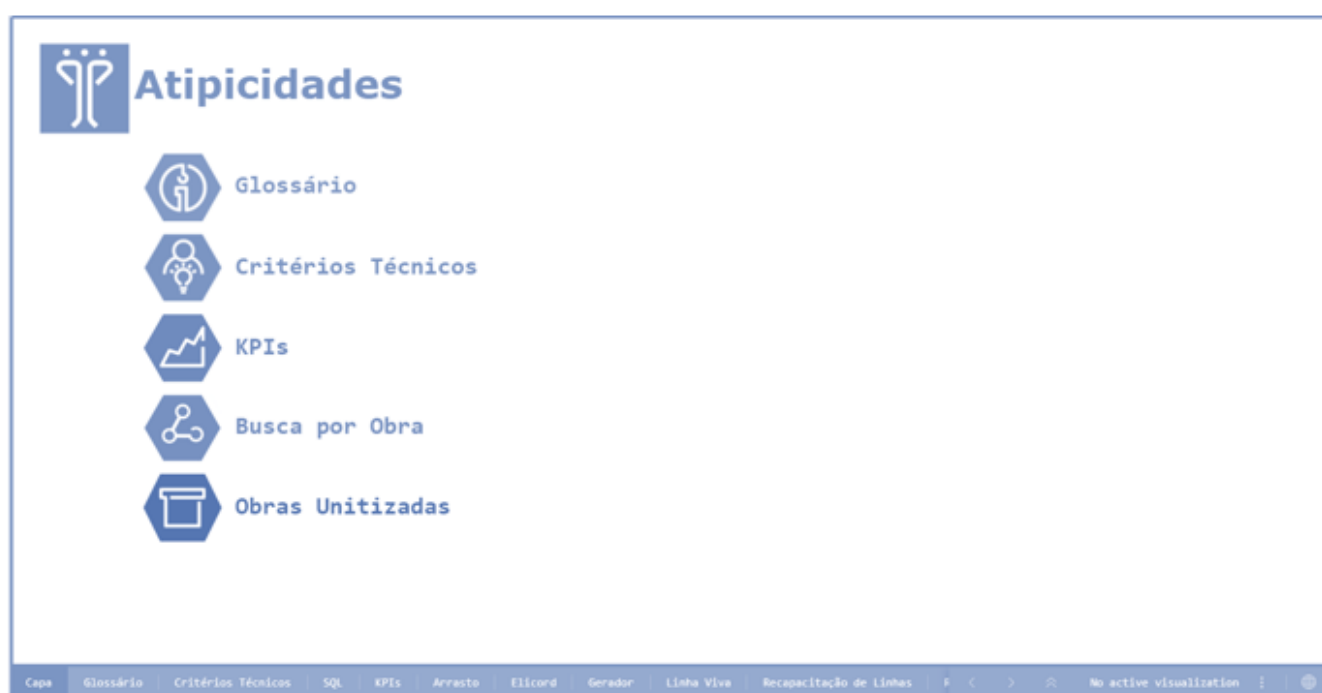 Atipicidades
Glossário
Critérios Técnicos
KPIs
Busca por Obra
Obras Unitizadas
Capa Glossário Critérios Técnicos SQL KPIs Arrasto Elicord Gerador Linha Viva Recapacitação de Linhas No active visualization